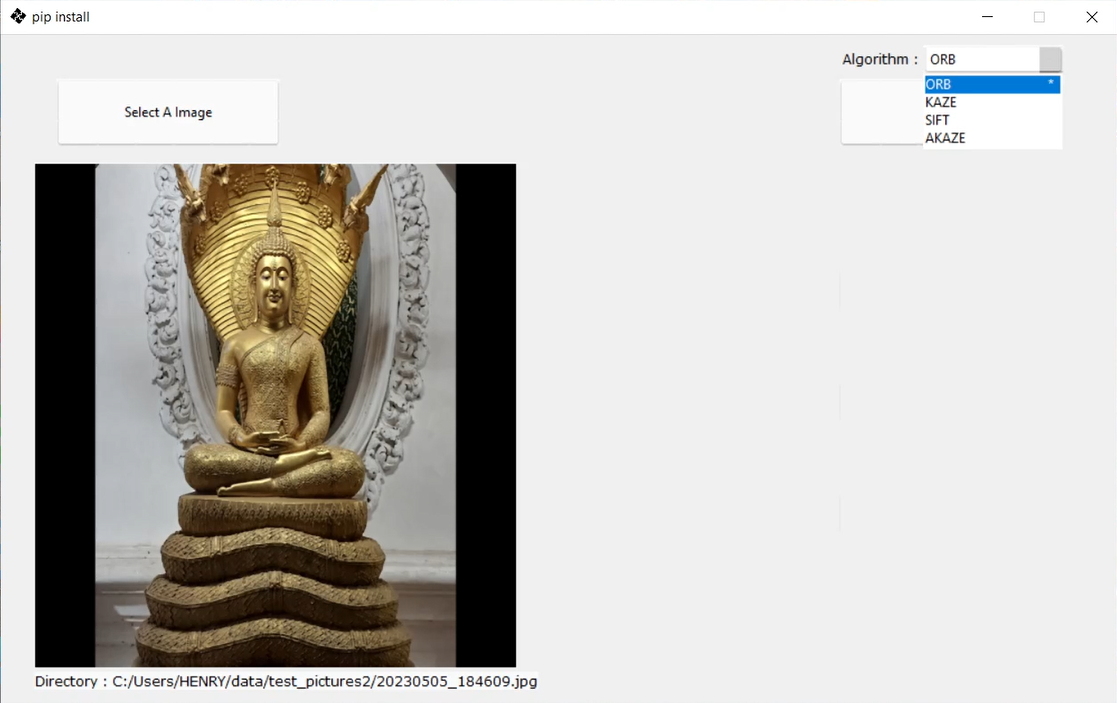 pip install
Algorithm : ORB
Select A Image
ORB *
KAZE
SIFT
AKAZE
Directory : C:/Users/HENRY/data/test_pictures2/20230505_184609.jpg